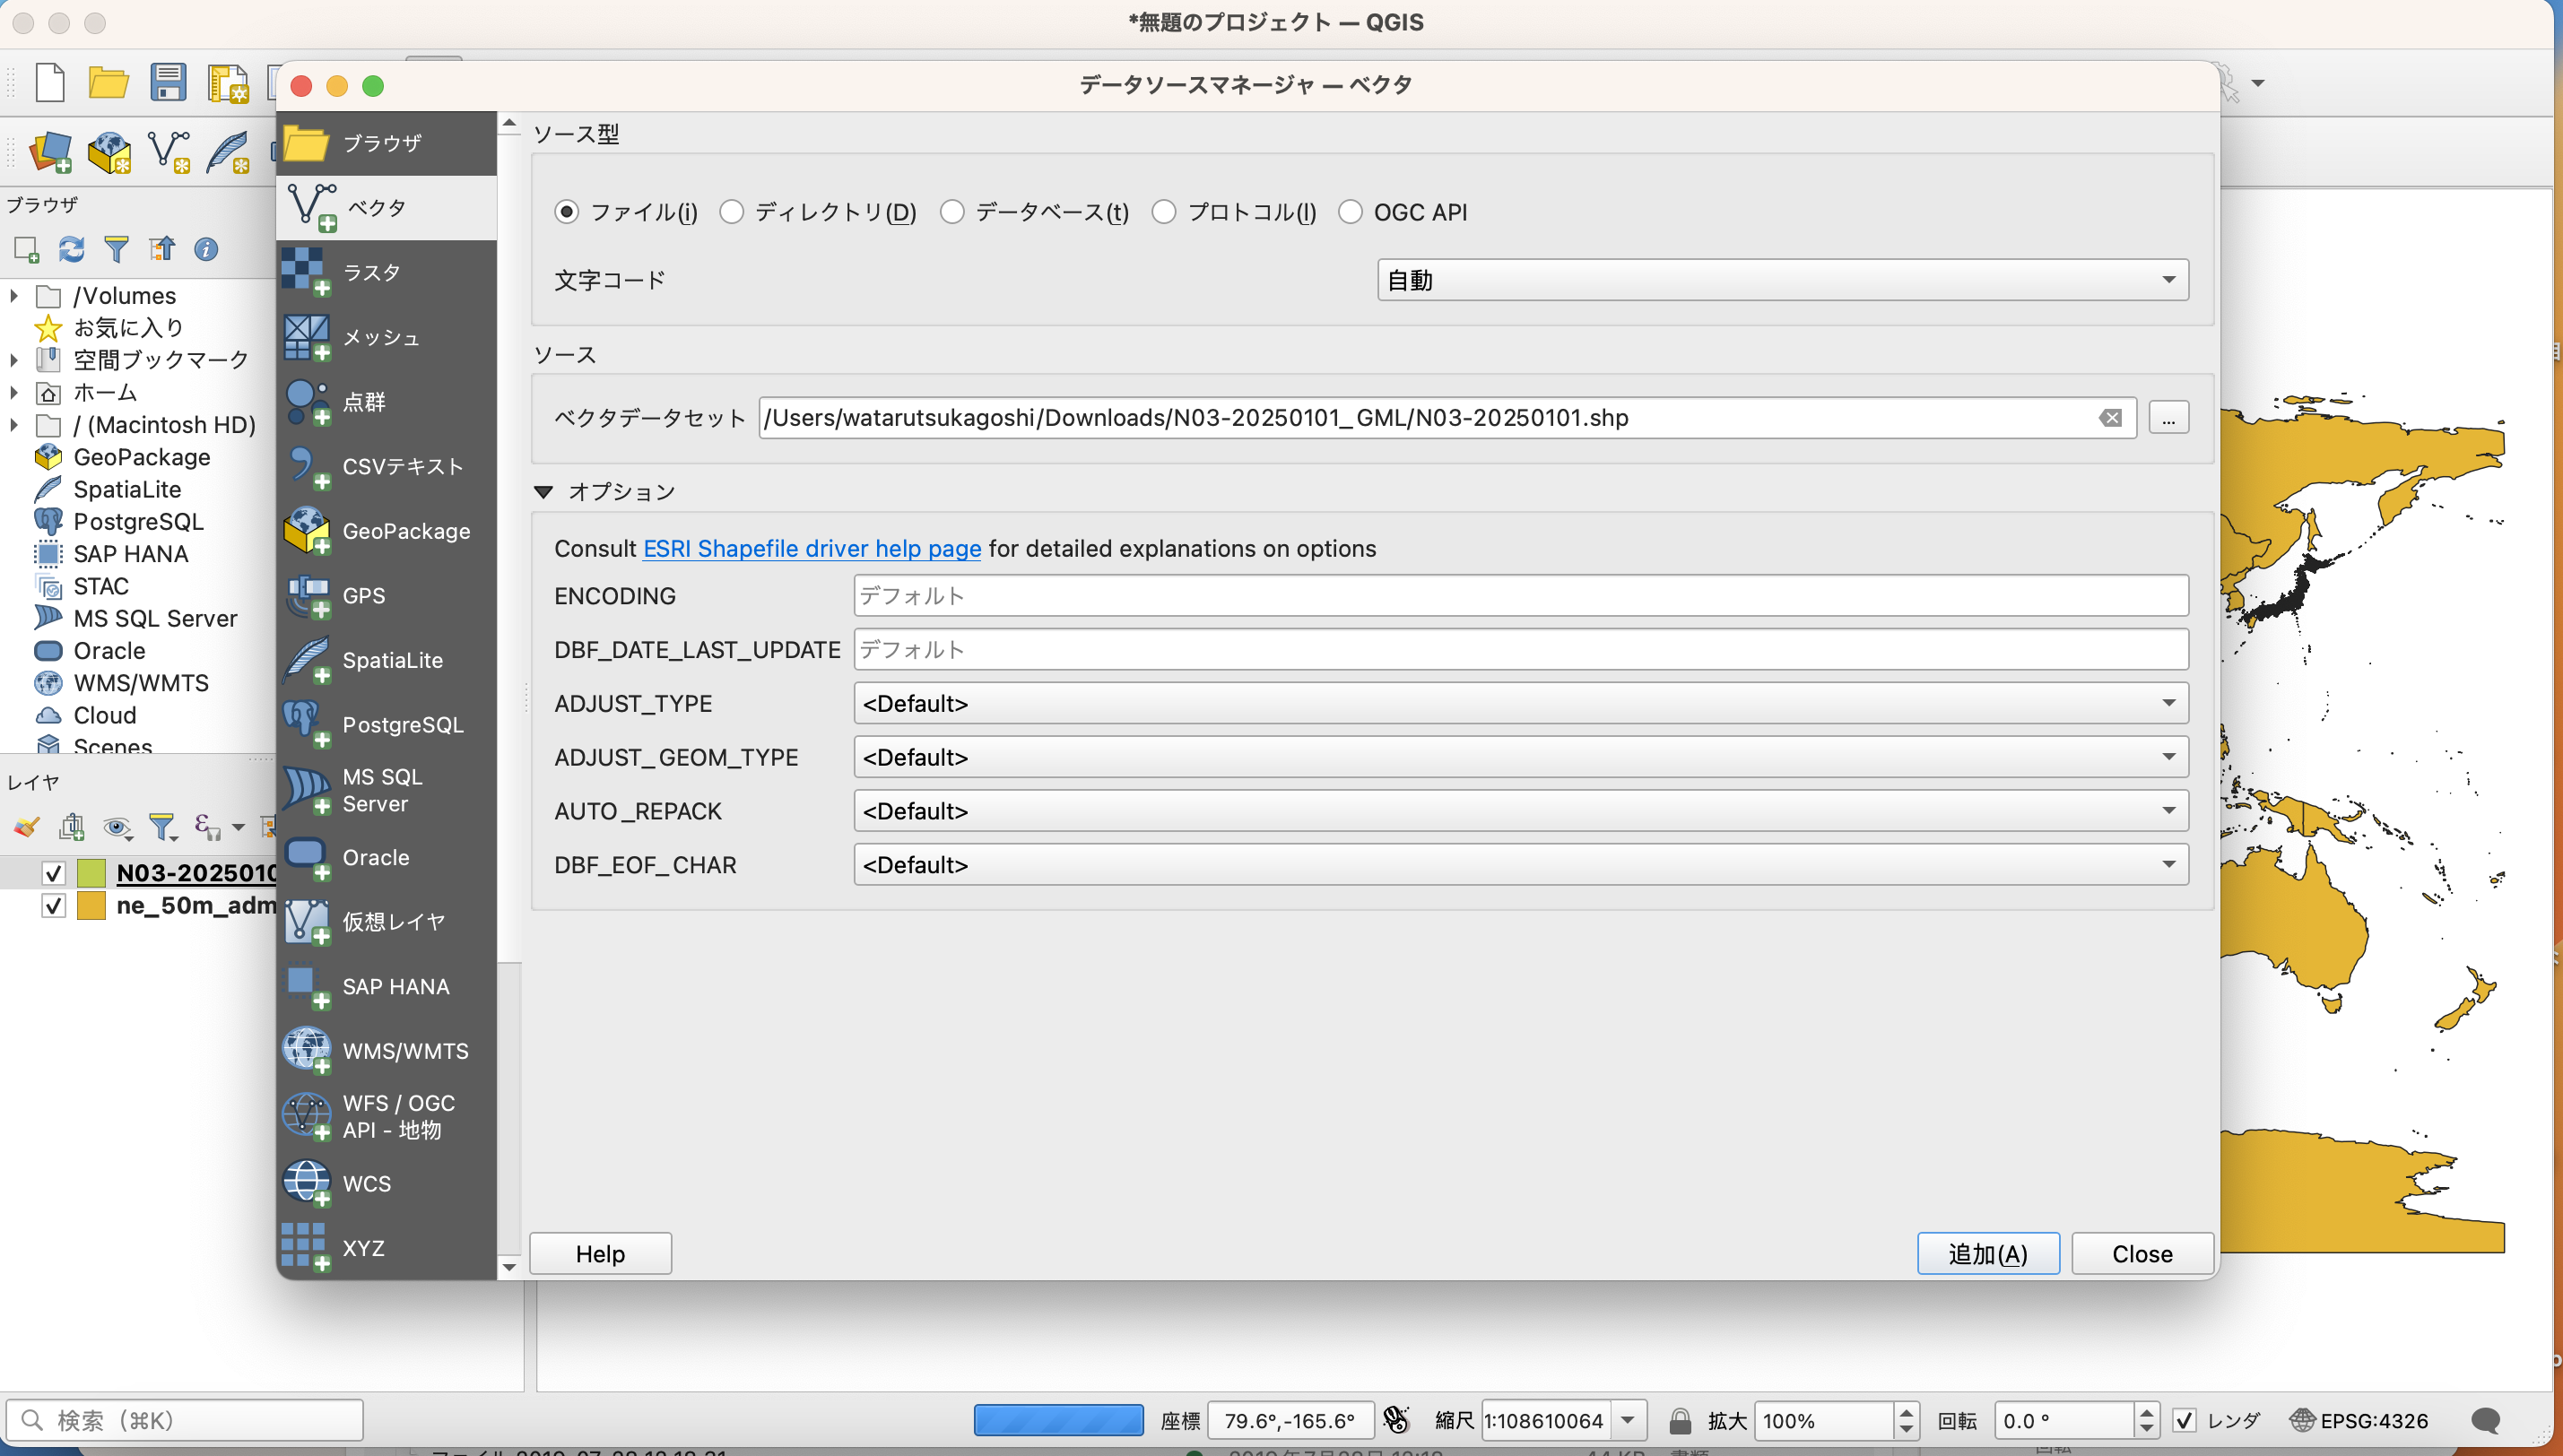 *無題のプロジェクト — QGIS
データソースマネージャ — ベクタ
ブラウザ
/Volumes
お気に入り
空間ブックマーク
ホーム
/ (Macintosh HD)
GeoPackage
SpatiaLite
PostgreSQL
SAP HANA
STAC
MS SQL Server
Oracle
WMS/WMTS
Cloud
Scenes
レイヤ
N03-2025010
ne_50m_adm
ブラウザ
ベクタ
ラスタ
メッシュ
点群
CSVテキスト
GeoPackage
GPS
SpatiaLite
PostgreSQL
MS SQL
Server
Oracle
仮想レイヤ
SAP HANA
WMS/WMTS
WFS / OGC
API - 地物
WCS
XYZ
ソース型
ファイル(i) ディレクトリ(D) データベース(t) プロトコル(l) OGC API
文字コード 自動
ソース
ベクタデータセット /Users/watarutsukagoshi/Downloads/N03-20250101_GML/N03-20250101.shp ...
オプション
Consult ESRI Shapefile driver help page for detailed explanations on options
ENCODING デフォルト
DBF_DATE_LAST_UPDATE デフォルト
ADJUST_TYPE <Default>
ADJUST_GEOM_TYPE <Default>
AUTO_REPACK <Default>
DBF_EOF_CHAR <Default>
Help 追加(A) Close
検索 (⌘K) 座標 79.6°,-165.6° 縮尺 1:108610064 拡大 100% 回転 0.0 ° レンダ EPSG:4326